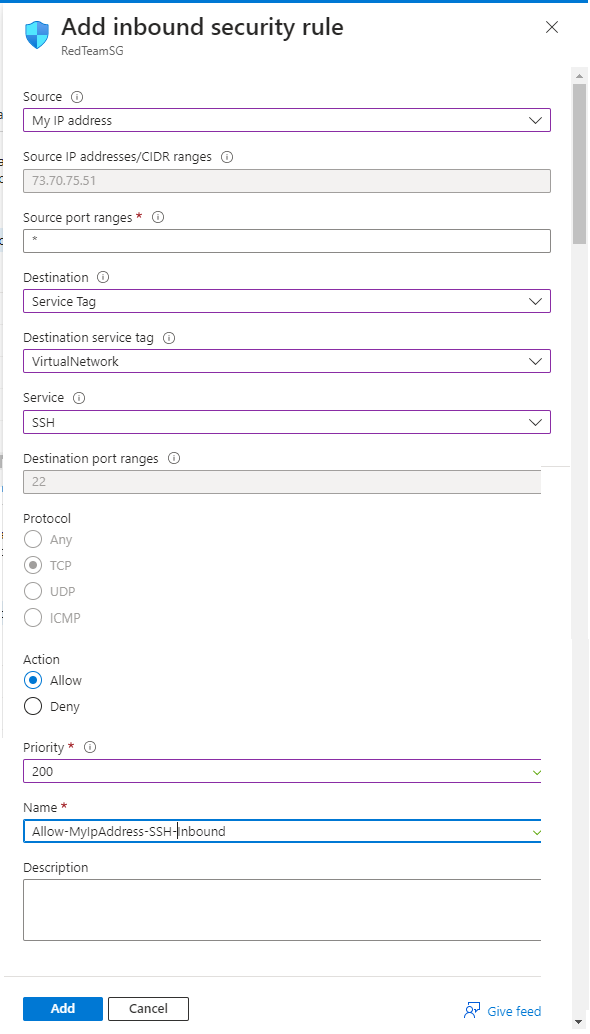 Add inbound security rule
RedTeamSG
Source
My IP address
Source IP addresses/CIDR ranges
73.70.75.51
Source port ranges *
*
Destination
Service Tag
Destination service tag
VirtualNetwork
Service
SSH
Destination port ranges
22
Protocol
Any
TCP
UDP
ICMP
Action
Allow
Deny
Priority *
200
Name *
Allow-MyIpAddress-SSH-Inbound
Description
Add Cancel
Give feed